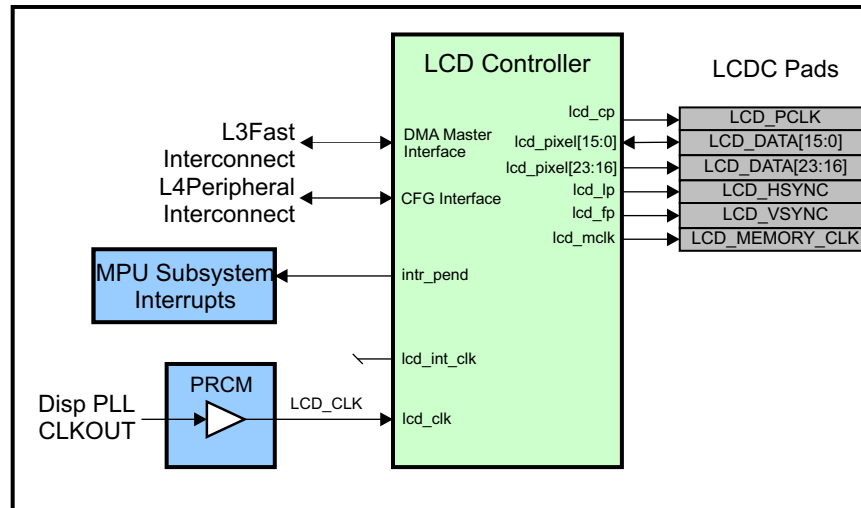 LCD Controller
LCDC Pads
L3Fast
Interconnect
L4Peripheral
Interconnect
DMA Master
Interface
CFG Interface
lcd_cp
lcd_pixel[15:0]
lcd_pixel[23:16]
lcd_lp
lcd_fp
lcd_mclk
LCD_PCLK
LCD_DATA[15:0]
LCD_DATA[23:16]
LCD_HSYNC
LCD_VSYNC
LCD_MEMORY_CLK
MPU Subsystem
Interrupts
intr_pend
lcd_int_clk
PRCM
Disp PLL
CLKOUT
LCD_CLK
lcd_clk